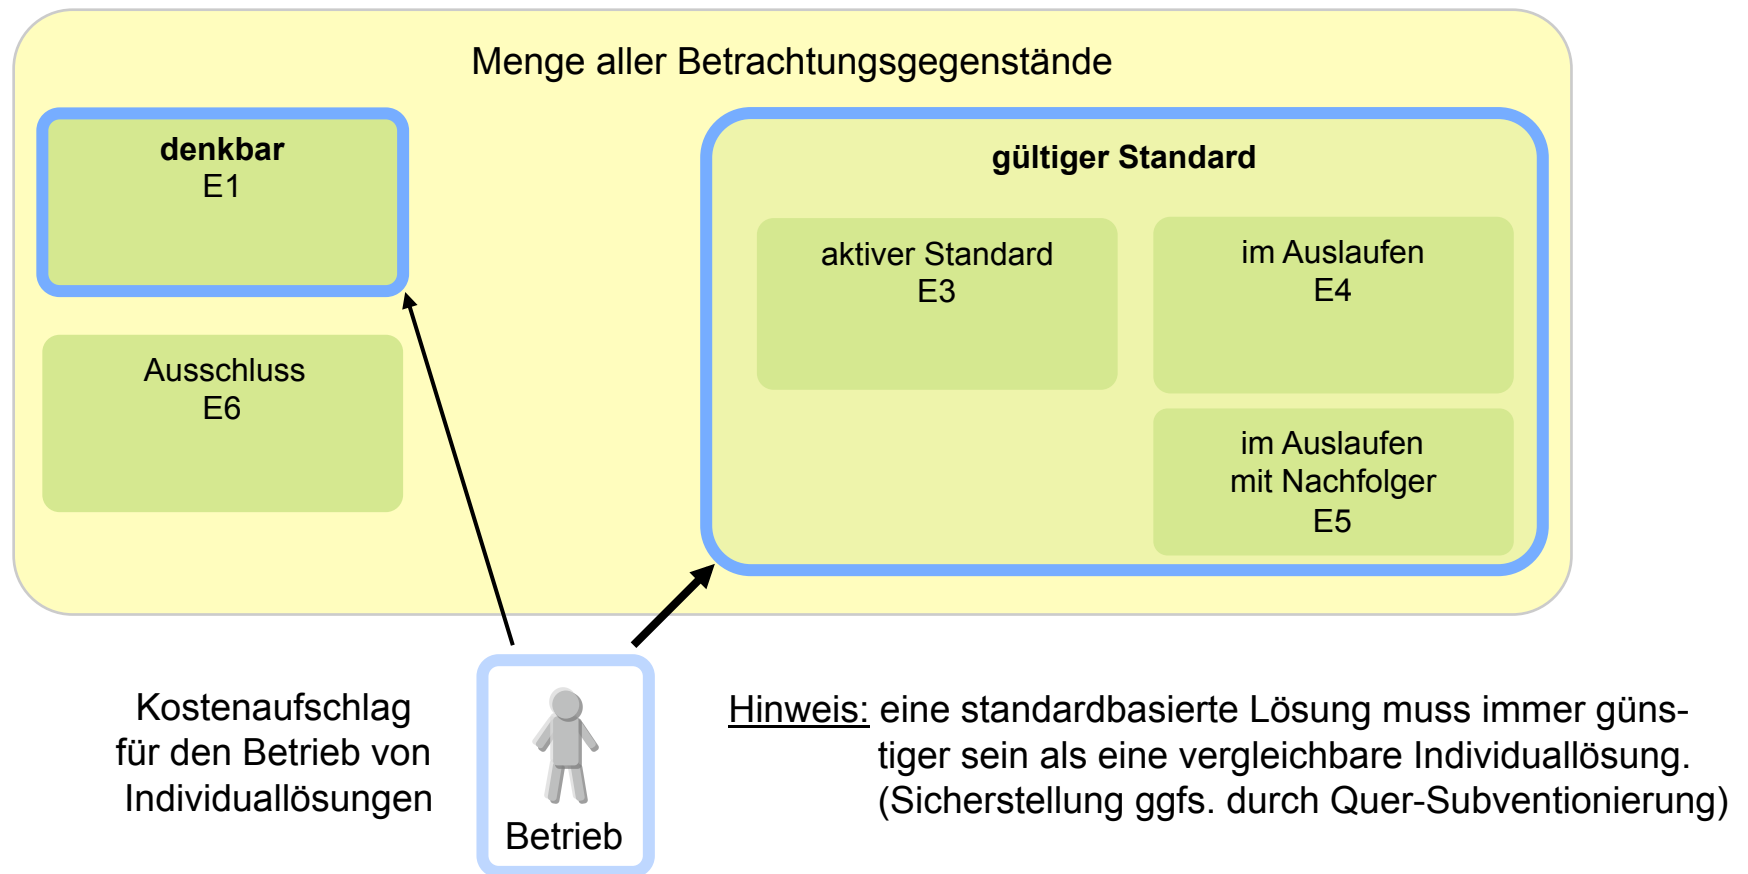 Menge aller Betrachtungsgegenstände
denkbar
E1
Ausschluss
E6
gültiger Standard
aktiver Standard
E3
im Auslaufen
E4
im Auslaufen
mit Nachfolger
E5
Kostenaufschlag
für den Betrieb von
Individuallösungen
Betrieb
Hinweis: eine standardbasierte Lösung muss immer güns-
tiger sein als eine vergleichbare Individuallösung.
(Sicherstellung ggfs. durch Quer-Subventionierung)